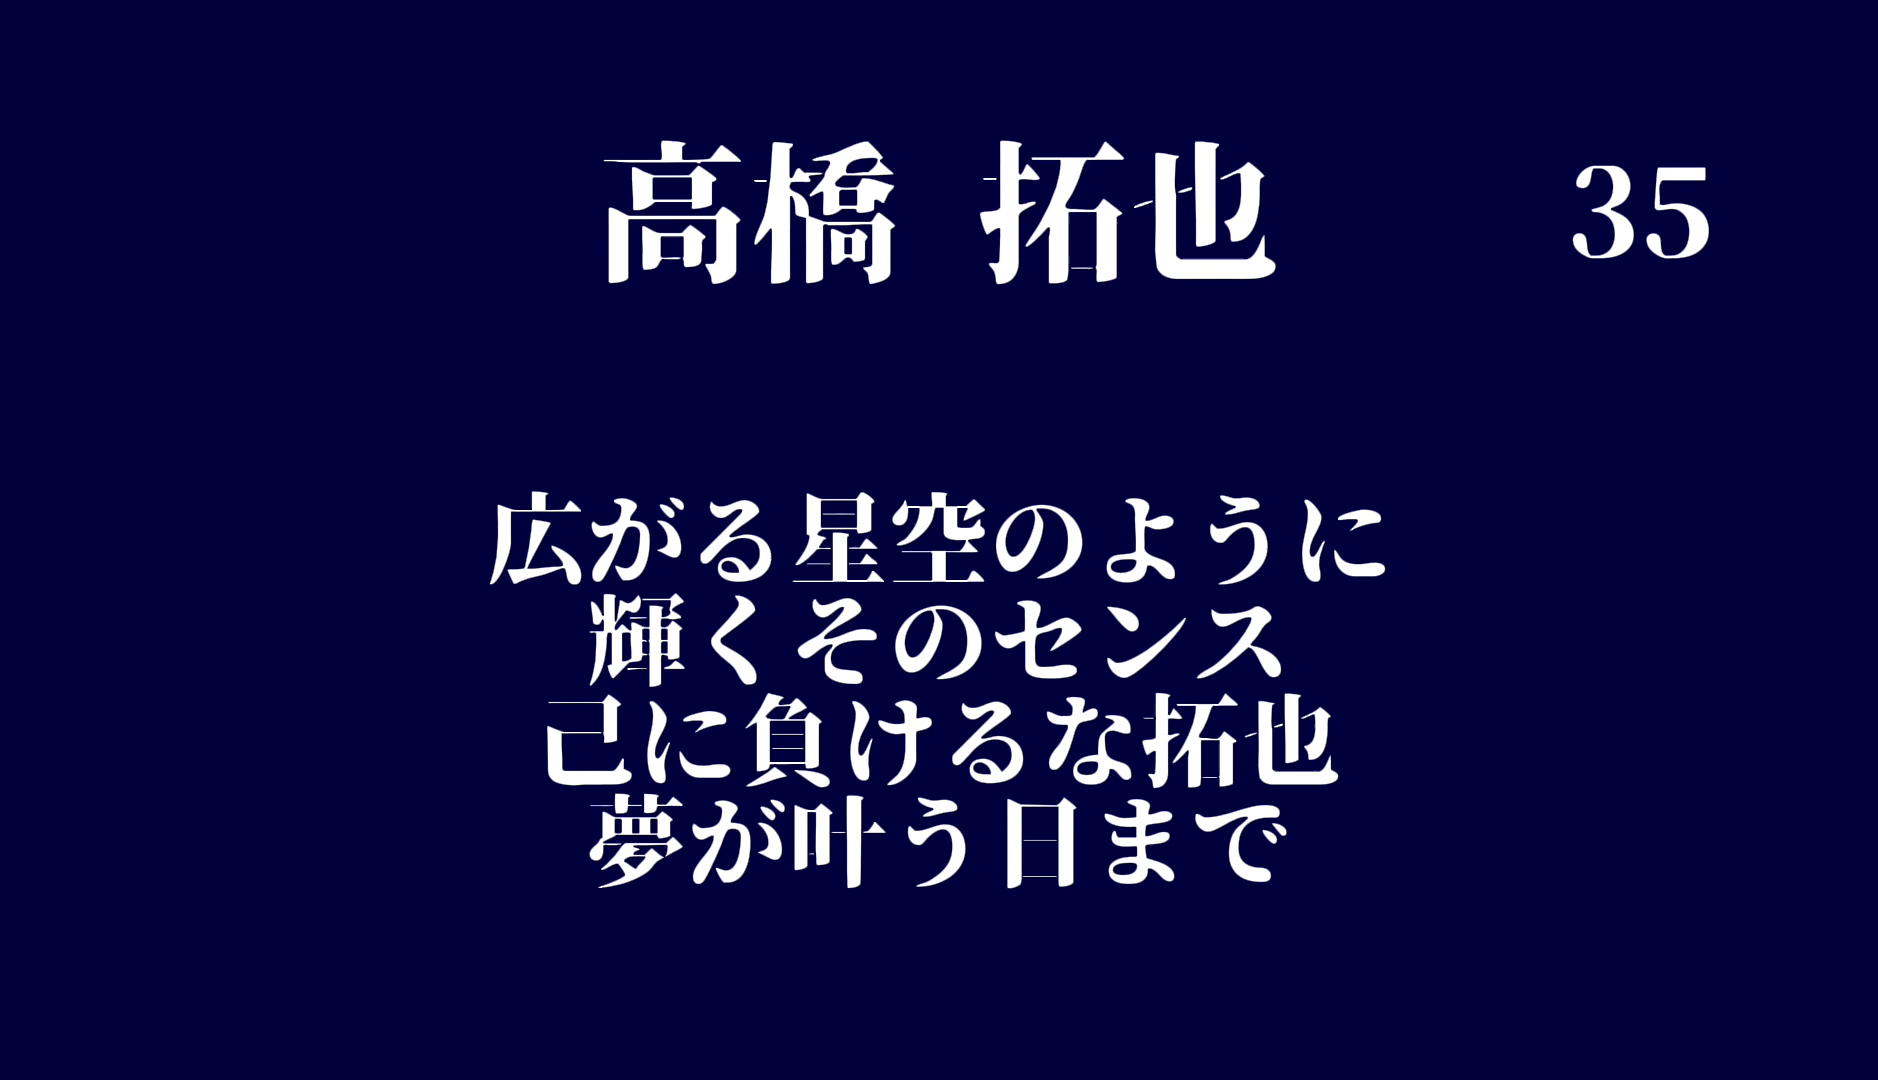 高橋 拓也 35
広がる星空のように
輝くそのセンス
己に負けるな拓也
夢が叶う日まで